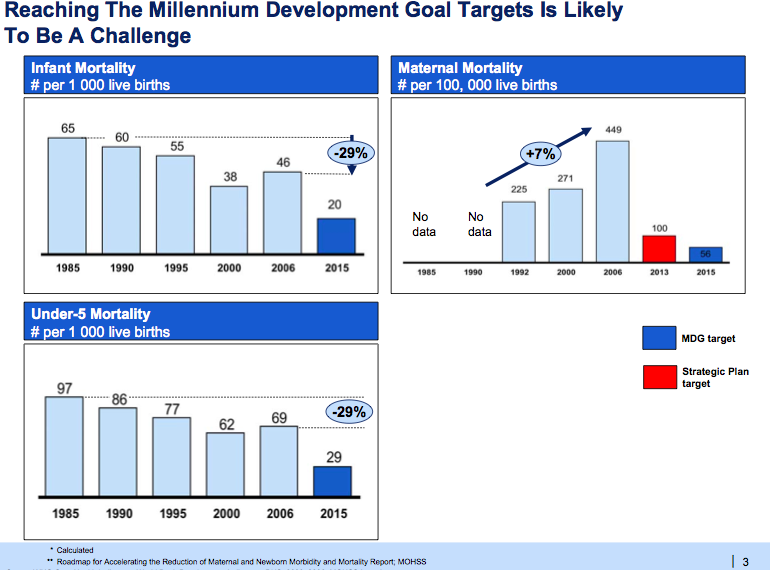 Reaching The Millennium Development Goal Targets Is Likely
To Be A Challenge
Infant Mortality
# per 1 000 live births
65
60
55
38
46
20
-29%
1985 1990 1995 2000 2006 2015
Maternal Mortality
# per 100, 000 live births
No
data
No
data
225
271
449
100
56
+7%
1985 1990 1992 2000 2006 2013 2015
Under-5 Mortality
# per 1 000 live births
97
86
77
62
69
29
-29%
1985 1990 1995 2000 2006 2015
MDG target
Strategic Plan
target
* Calculated
** Roadmap for Accelerating the Reduction of Maternal and Newborn Morbidity and Mortality Report; MOHSS
3